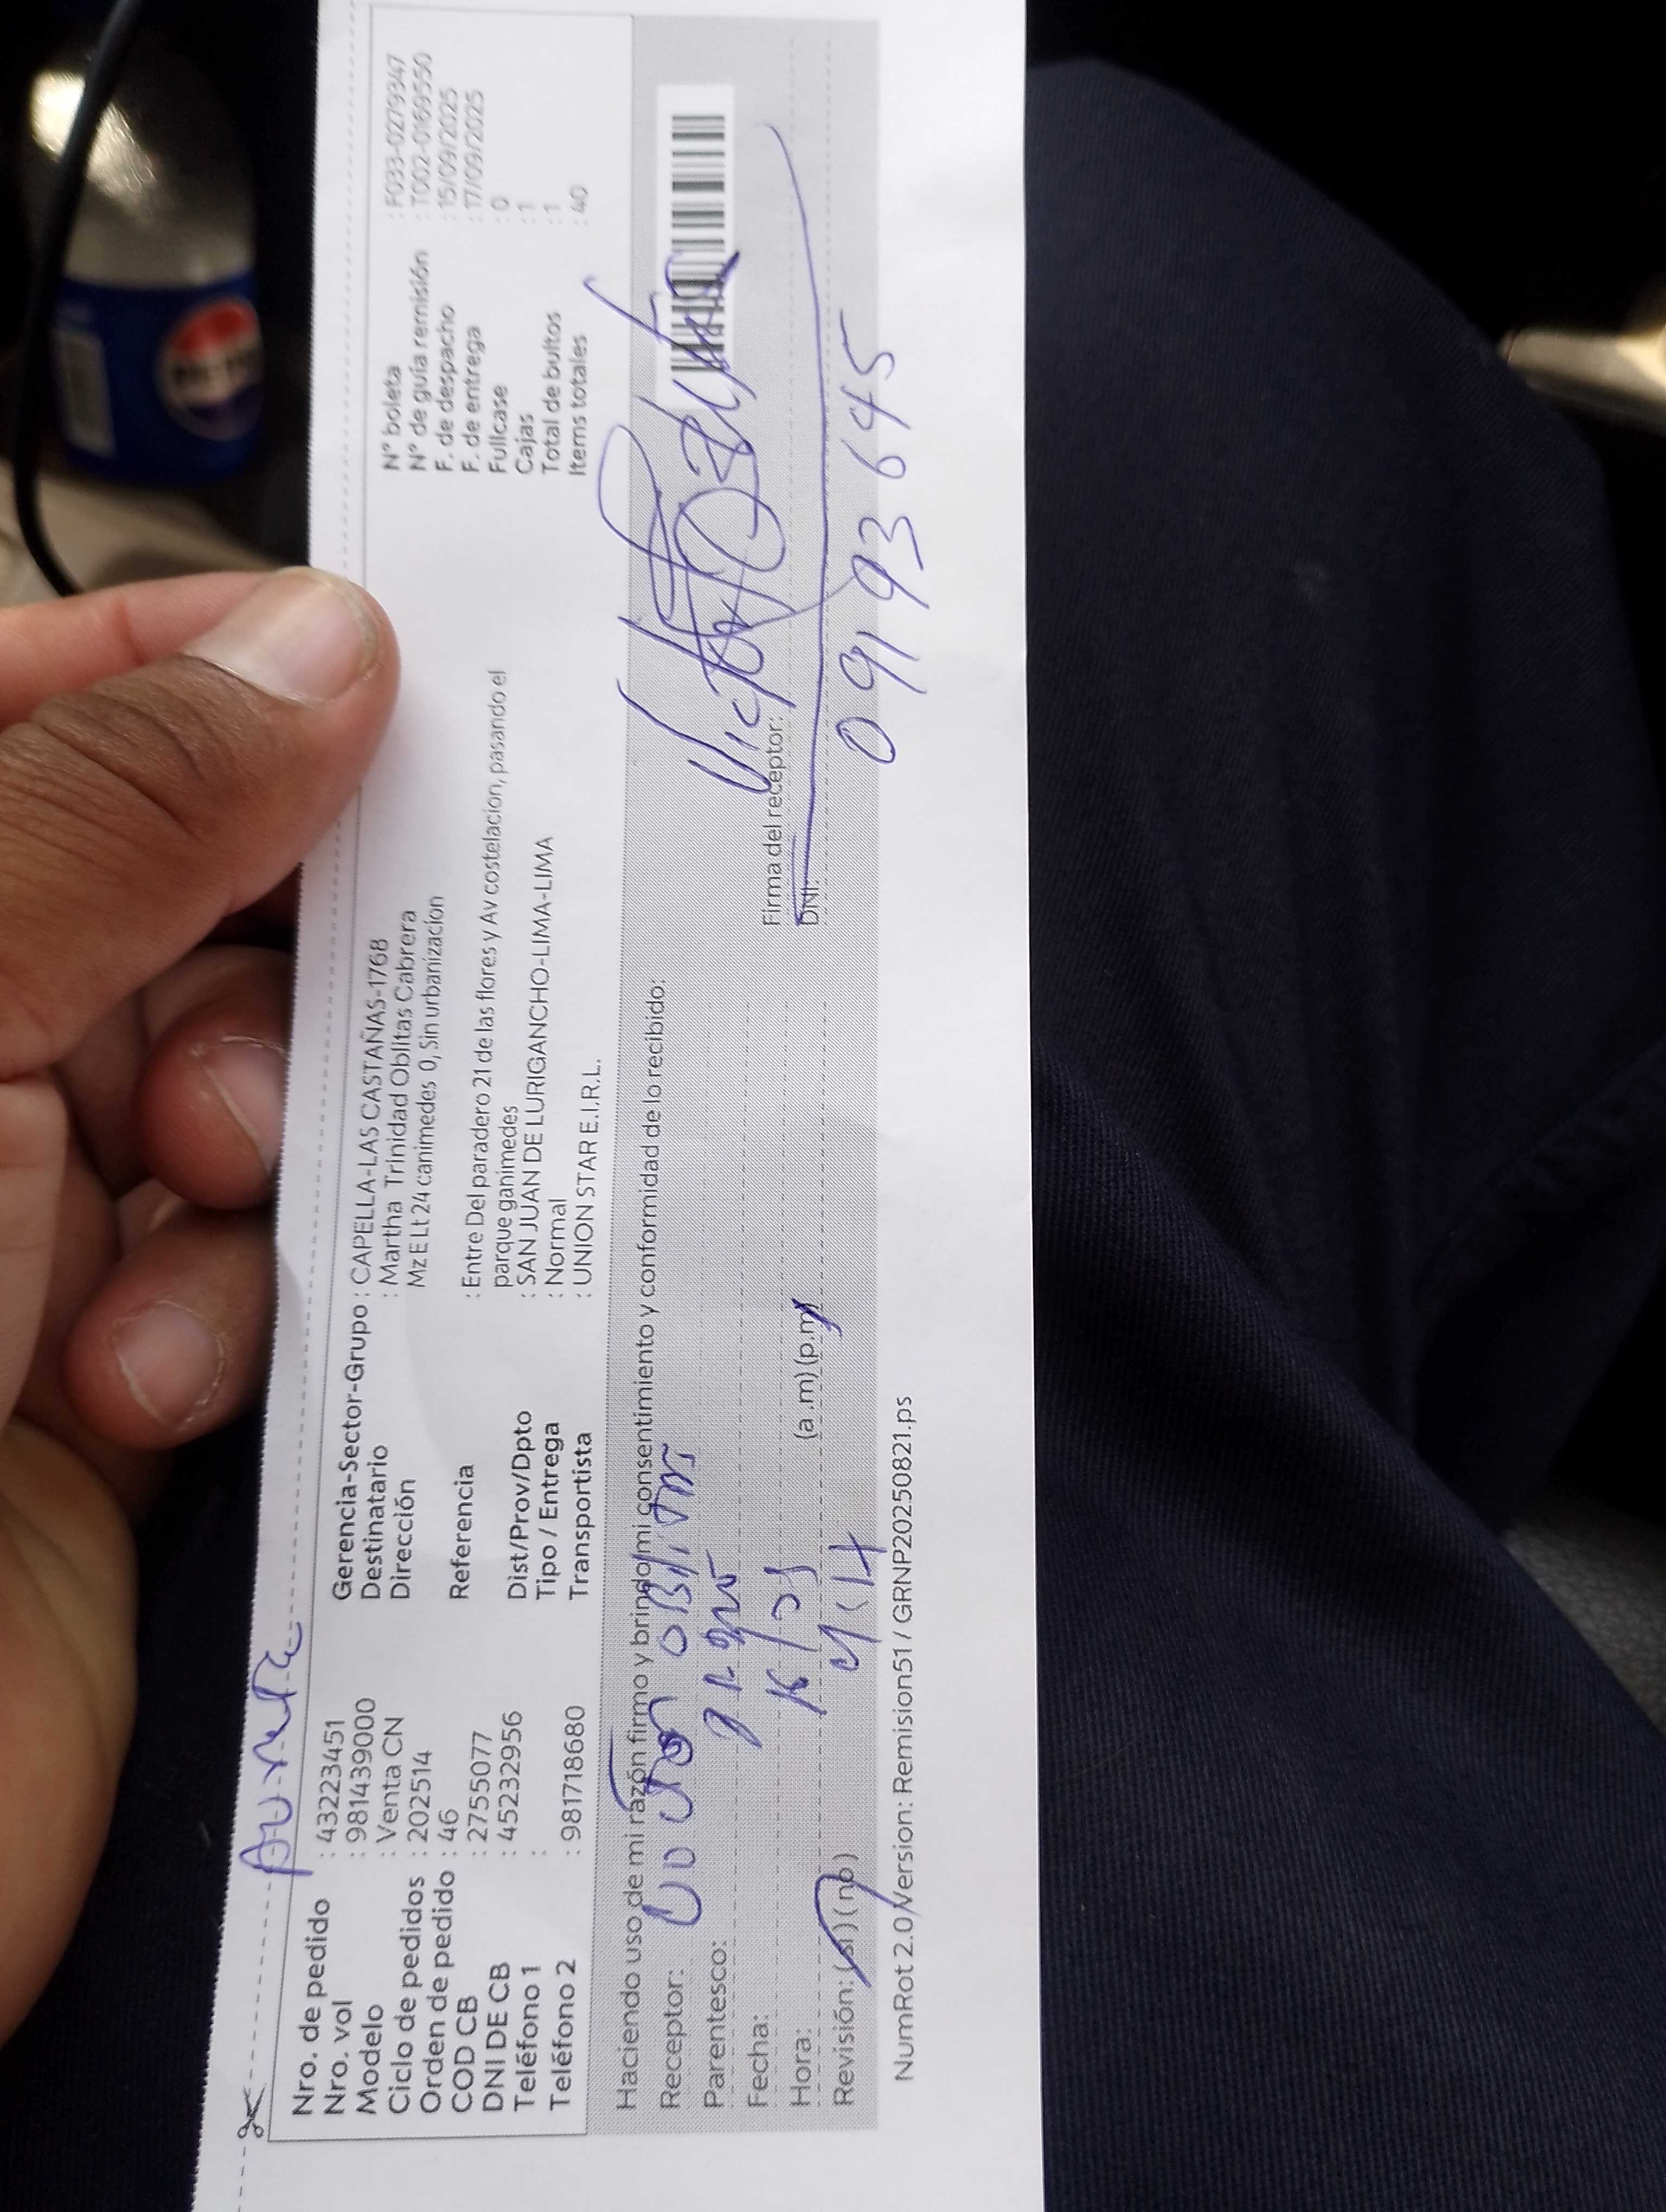 Nro. de pedido : 43223451
Nro. vol : 981439000
Modelo : Venta CN
Ciclo de pedidos : 202514
Orden de pedido : 46
COD CB : 2755077
DNI DE CB : 45232956
Teléfono 1 :
Teléfono 2 : 981718680
Gerencia-Sector-Grupo : CAPELLA-LAS CASTAÑAS-1768
Destinatario : Martha Trinidad Oblitas Cabrera
Dirección Mz E Lt 24 canimedes 0, Sin urbanizacion
Referencia : Entre Del paradero 21 de las flores y Av costelacion, pasando el
parque ganimedes
Dist/Prov/Dpto : SAN JUAN DE LURIGANCHO-LIMA-LIMA
Tipo / Entrega : Normal
Transportista : UNION STAR E.I.R.L.
N° boleta : F033-0279347
N° de guía remisión : T002-0169550
F. de despacho : 15/09/2025
F. de entrega : 17/09/2025
Fullcase : 0
Cajas : 1
Total de bultos : 1
Items totales : 40
Haciendo uso de mi razón firmo y brindo mi consentimiento y conformidad de lo recibido:
Receptor:
Parentesco:
Fecha:
Hora: (a.m) (p.m)
Revisión: (si) (no)
Firma del receptor: Victor
DNI: 09193645
NumRot 2.0 /Version: Remision51 / GRNP20250821.ps